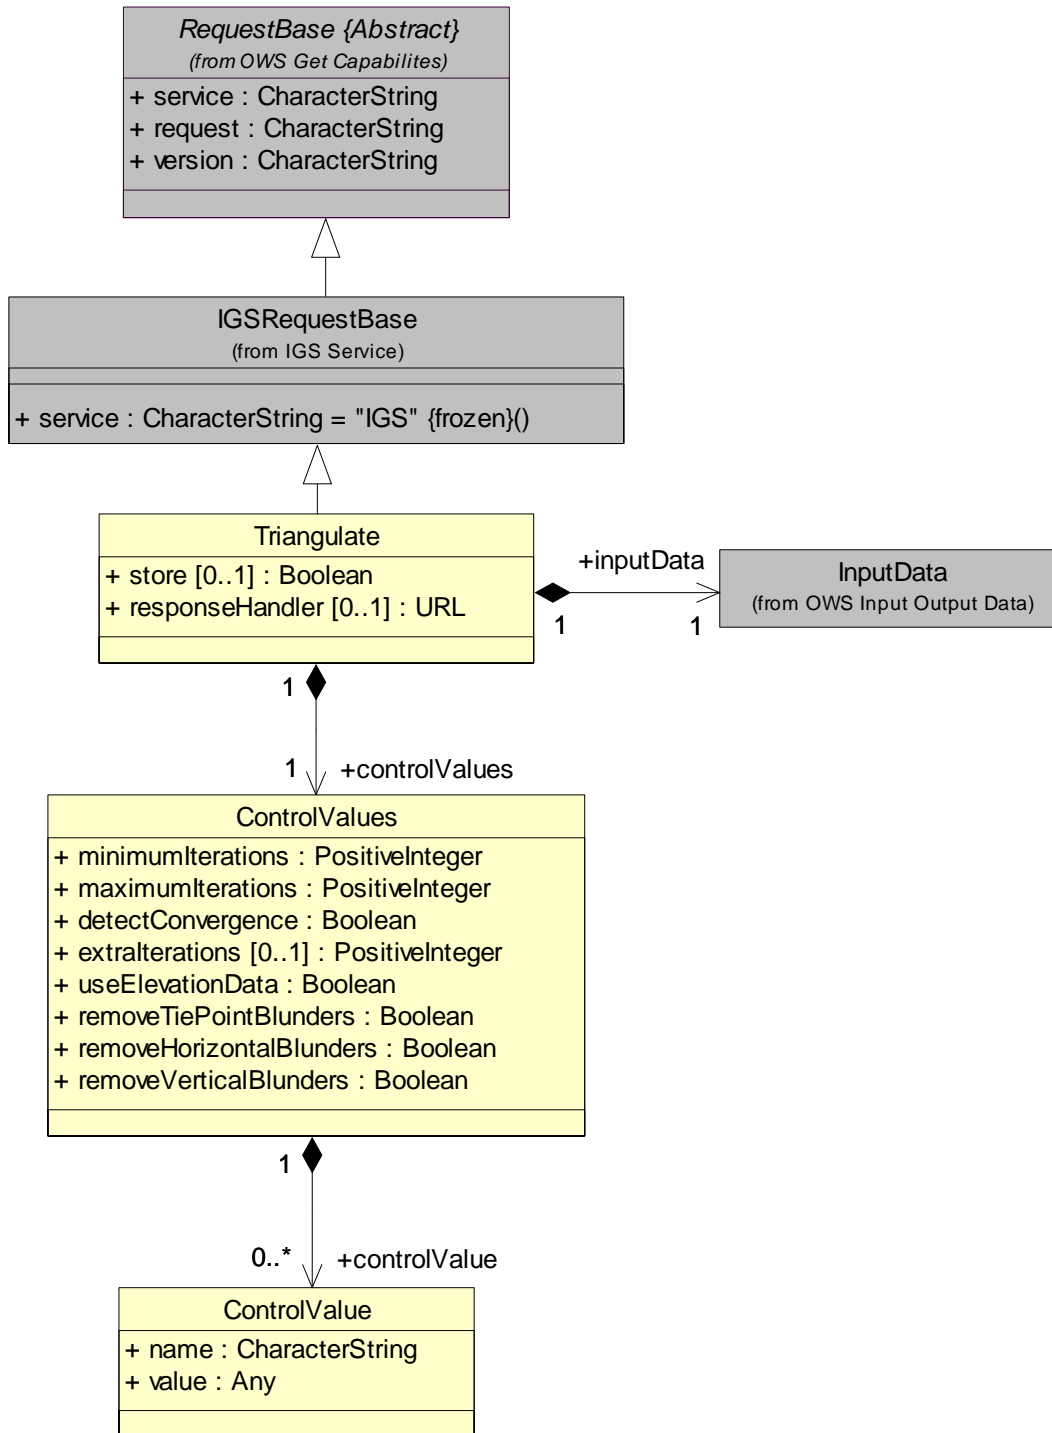 RequestBase {Abstract}
(from OWS Get Capabilites)
+ service : CharacterString
+ request : CharacterString
+ version : CharacterString
IGSRequestBase
(from IGS Service)
+ service : CharacterString = "IGS" {frozen}()
Triangulate
+ store [0..1] : Boolean
+ responseHandler [0..1] : URL
+inputData
1
1
InputData
(from OWS Input Output Data)
1
1
+controlValues
ControlValues
+ minimumIterations : PositiveInteger
+ maximumIterations : PositiveInteger
+ detectConvergence : Boolean
+ extraIterations [0..1] : PositiveInteger
+ useElevationData : Boolean
+ removeTiePointBlunders : Boolean
+ removeHorizontalBlunders : Boolean
+ removeVerticalBlunders : Boolean
1
0..*
+controlValue
ControlValue
+ name : CharacterString
+ value : Any